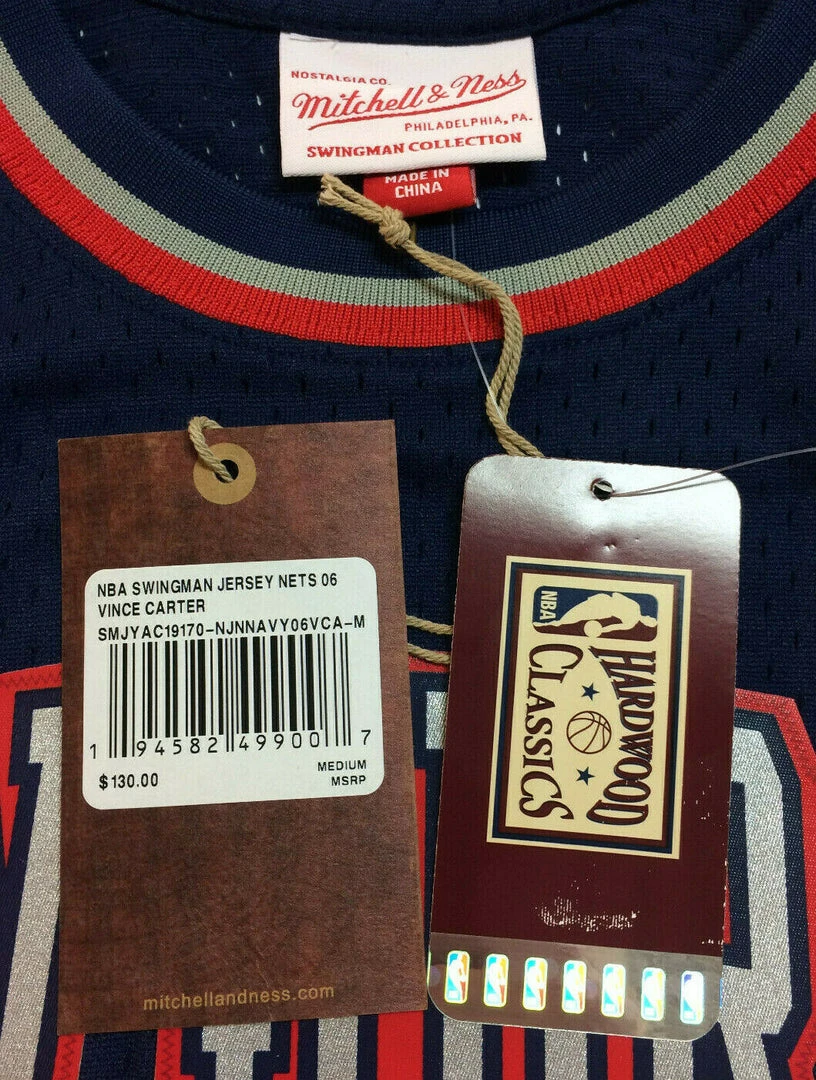 NOSTALGIA CO.
Mitchell & Ness
PHILADELPHIA, PA.
SWINGMAN COLLECTION
MADE IN
CHINA
NBA SWINGMAN JERSEY NETS 06
VINCE CARTER
SMJYAC19170-NJNNAVY06VCA-M
1 94582 49900 7
$130.00
MEDIUM
MSRP
mitchellandness.com
NBA
HARDWOOD
CLASSICS